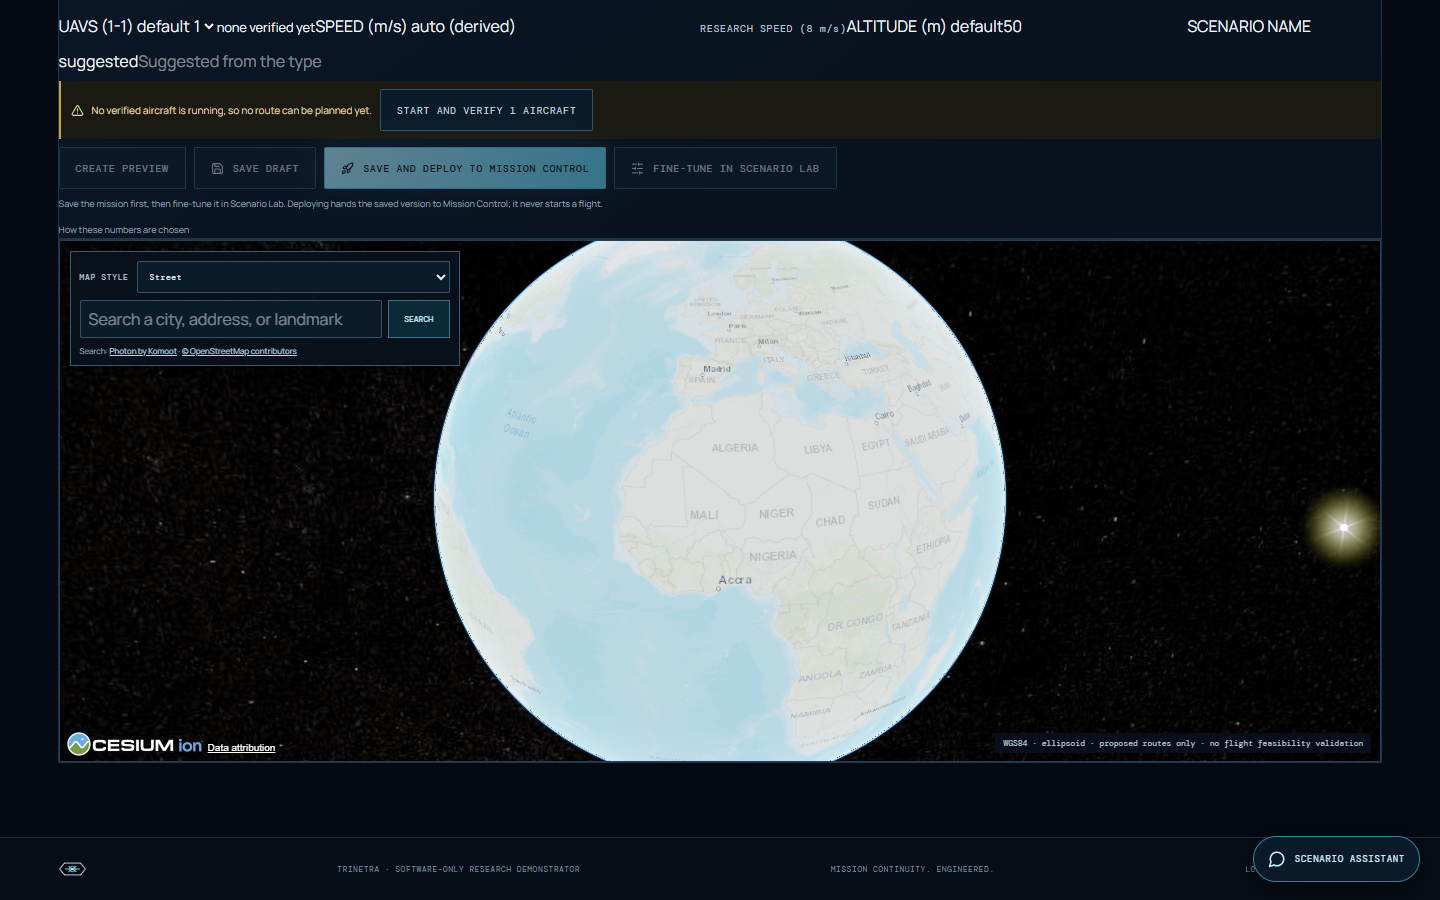 UAVS (1-1) default 1 none verified yet SPEED (m/s) auto (derived) RESEARCH SPEED (8 m/s) ALTITUDE (m) default 50 SCENARIO NAME
suggested Suggested from the type
No verified aircraft is running, so no route can be planned yet. START AND VERIFY 1 AIRCRAFT
CREATE PREVIEW SAVE DRAFT SAVE AND DEPLOY TO MISSION CONTROL FINE-TUNE IN SCENARIO LAB
Save the mission first, then fine-tune it in Scenario Lab. Deploying hands the saved version to Mission Control; it never starts a flight.
How these numbers are chosen
MAP STYLE Street
Search a city, address, or landmark SEARCH
Search: Photon by Komoot · © OpenStreetMap contributors
UNITED KINGDOM
London
GERMANY
POLAND
Paris
UKRAINE
FRANCE
Milan
ITALY
Istanbul
Madrid
SPAIN
GREECE
TURKEY
Baghdad
Atlantic
Ocean
Cairo
ALGERIA
LIBYA
EGYPT
SAUDI ARABIA
MALI
NIGER
CHAD
SUDAN
NIGERIA
ETHIOPIA
Accra
DR CONGO
TANZANIA
ANGOLA
ZAMBIA
NAMIBIA
CESIUM ion Data attribution
WGS84 · ellipsoid · proposed routes only · no flight feasibility validation
TRINETRA · SOFTWARE-ONLY RESEARCH DEMONSTRATOR MISSION CONTINUITY. ENGINEERED. LO
SCENARIO ASSISTANT